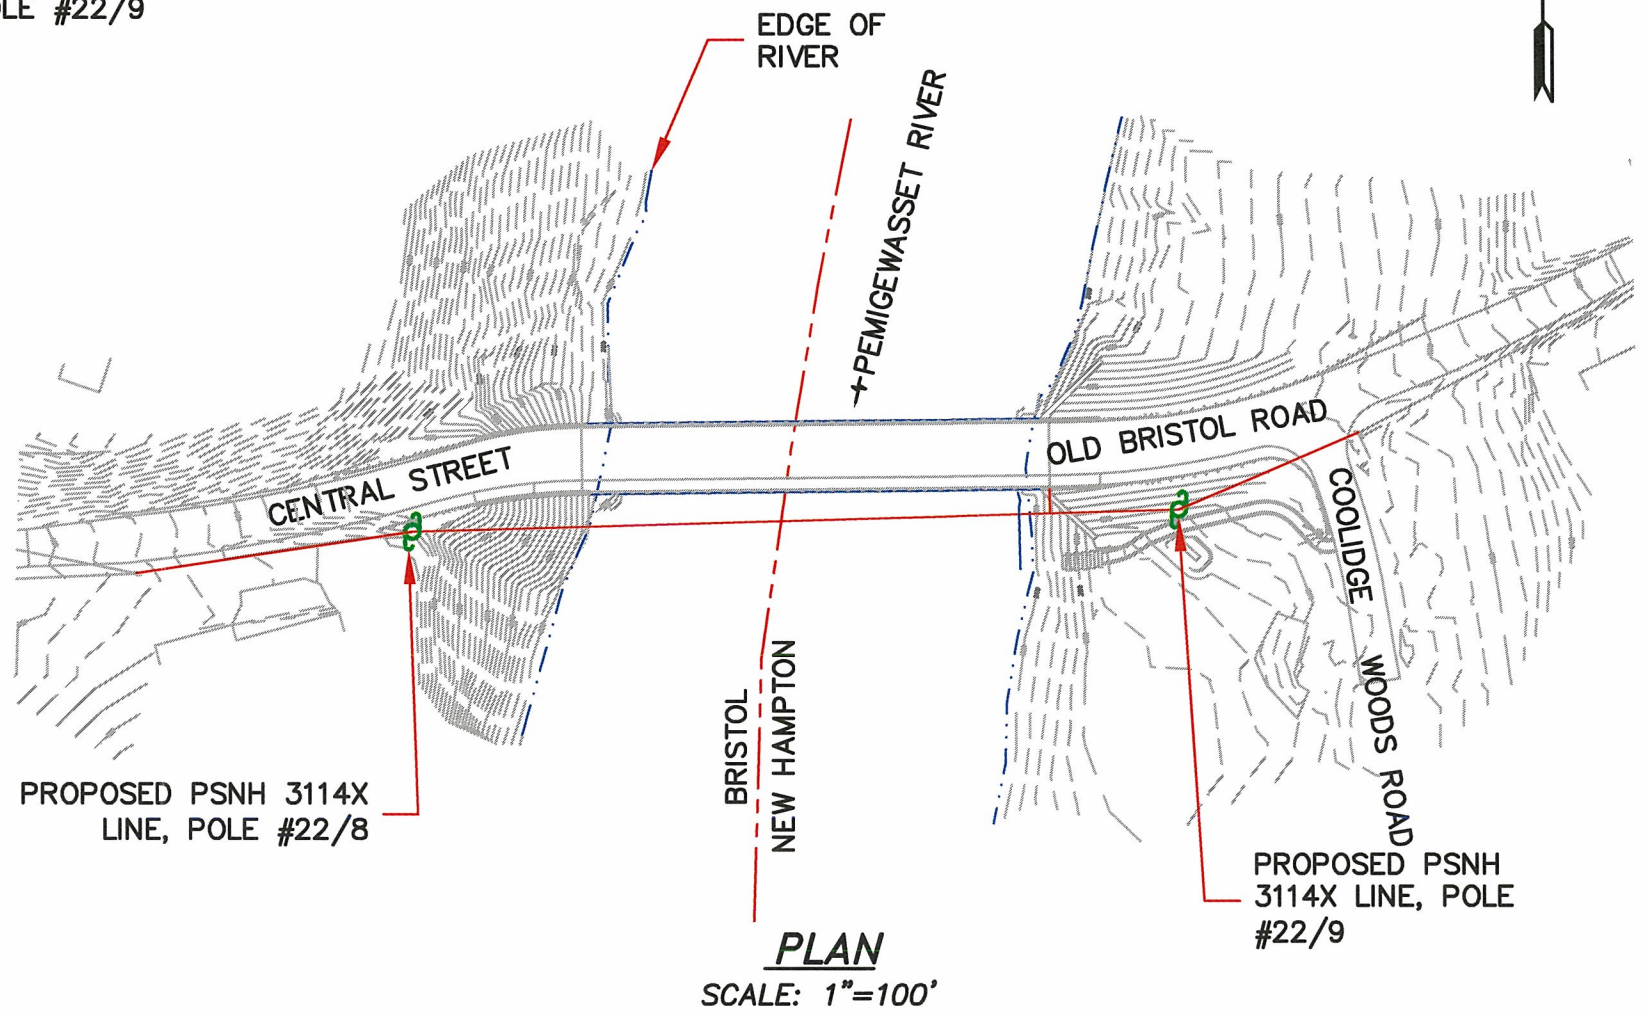 #22/9
EDGE OF
RIVER
PEMIGEWASSET RIVER
CENTRAL STREET
OLD BRISTOL ROAD
COOLIDGE
WOODS ROAD
BRISTOL
NEW HAMPTON
PROPOSED PSNH 3114X
LINE, POLE #22/8
PROPOSED PSNH
3114X LINE, POLE
#22/9
PLAN
SCALE: 1"=100'